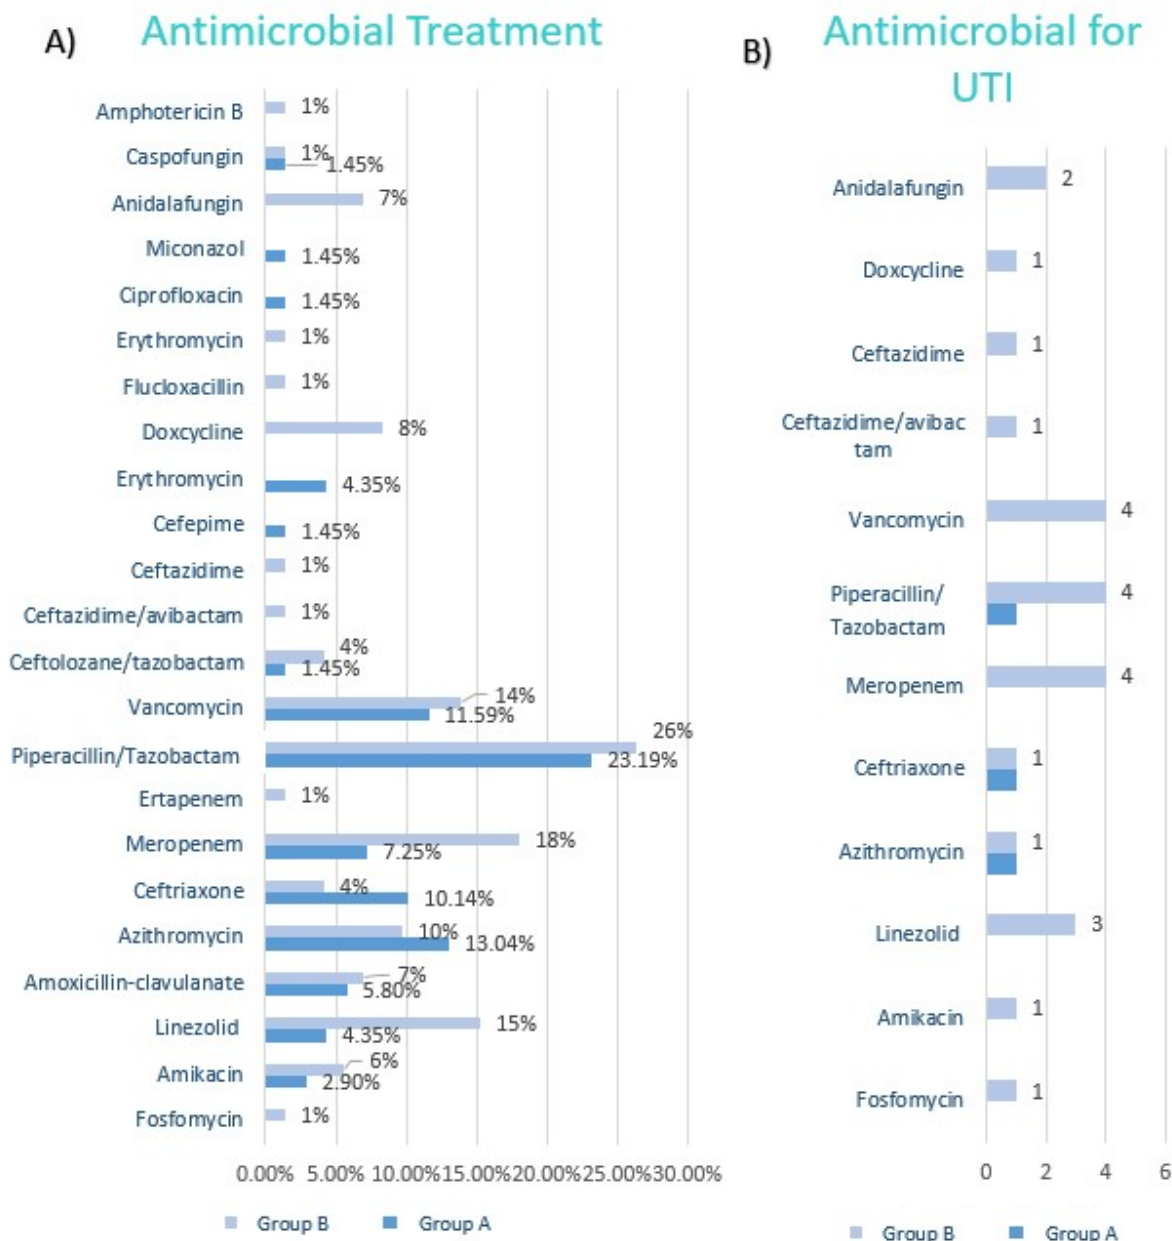 A)
Antimicrobial Treatment
Amphotericin B 1%
Caspofungin 1%
1.45%
Anidalafungin 7%
Miconazol 1.45%
Ciprofloxacin 1.45%
Erythromycin 1%
Flucloxacillin 1%
Doxcycline 8%
Erythromycin 4.35%
Cefepime 1.45%
Ceftazidime 1%
Ceftazidime/avibactam 1%
Ceftolozane/tazobactam 4%
1.45%
Vancomycin 14%
11.59%
Piperacillin/Tazobactam 26%
23.19%
Ertapenem 1%
Meropenem 18%
7.25%
Ceftriaxone 4%
10.14%
Azithromycin 10%
13.04%
Amoxicillin-clavulanate 7%
5.80%
Linezolid 15%
4.35%
Amikacin 6%
2.90%
Fosfomycin 1%
0.00% 5.00% 10.00% 15.00% 20.00% 25.00% 30.00%
Group B Group A
B)
Antimicrobial for
UTI
Anidalafungin 2
Doxcycline 1
Ceftazidime 1
Ceftazidime/avibac
tam 1
Vancomycin 4
Piperacillin/
Tazobactam 4
Meropenem 4
Ceftriaxone 1
Azithromycin 1
Linezolid 3
Amikacin 1
Fosfomycin 1
0 2 4 6
Group B Group A